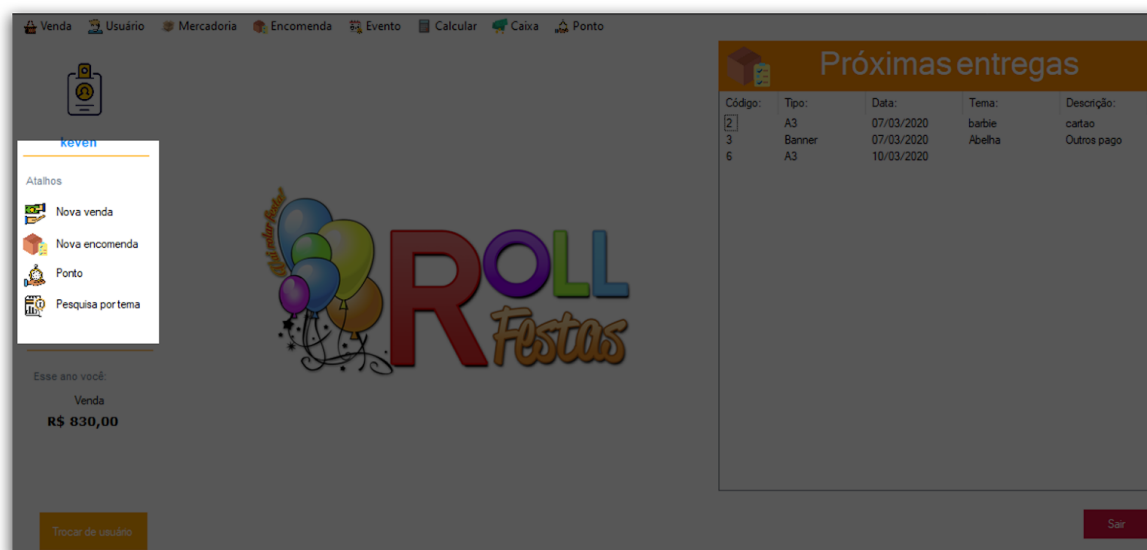 Venda Usuário Mercadoria Encomenda Evento Calcular Caixa Ponto
keven
Atalhos
Nova venda
Nova encomenda
Ponto
Pesquisa por tema
Esse ano você:
Venda
R$ 830,00
Trocar de usuário
Chui rolar festa!
ROLL
Festas
Próximas entregas
Código: Tipo: Data: Tema: Descrição:
2 A3 07/03/2020 barbie cartao
3 Banner 07/03/2020 Abelha Outros pago
6 A3 10/03/2020
Sair